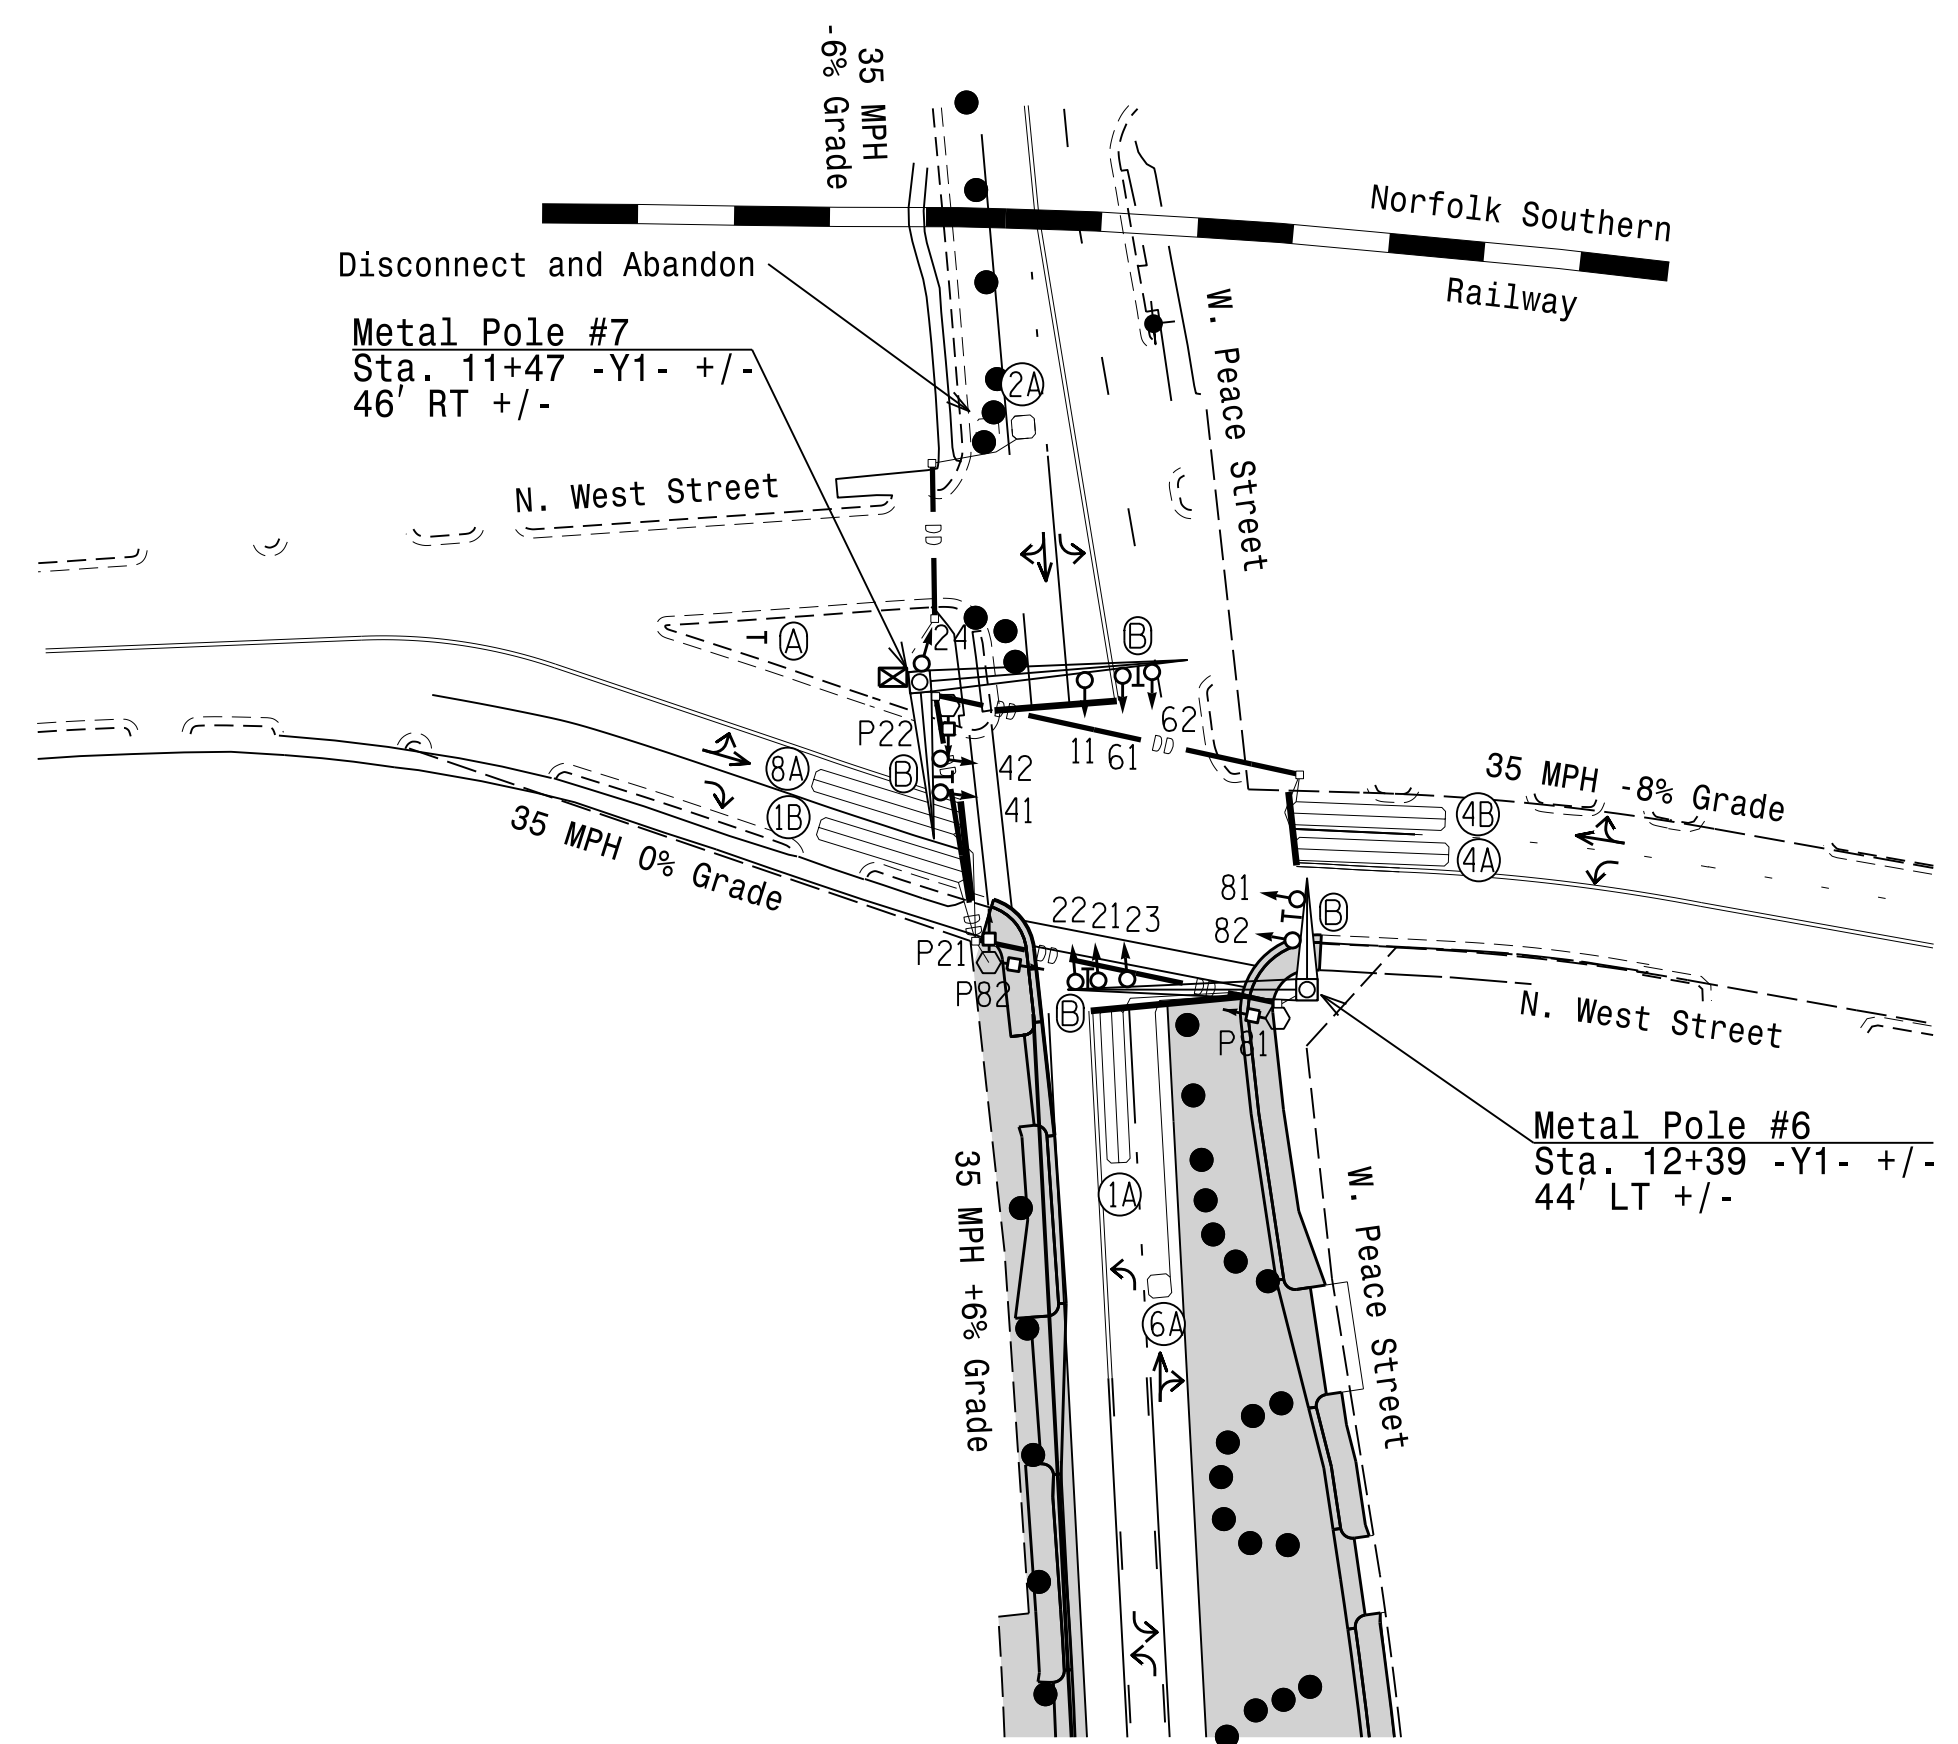 35 MPH
-6% Grade
Norfolk Southern
Railway
Disconnect and Abandon
Metal Pole #7
Sta. 11+47 -Y1- +/-
46' RT +/-
2A
W. Peace Street
N. West Street
A
24
B
P22
62
11
61
42
41
B
8A
1B
35 MPH 0% Grade
35 MPH -8% Grade
4B
4A
81
82
B
22
21
23
P21
P82
B
P81
N. West Street
Metal Pole #6
Sta. 12+39 -Y1- +/-
44' LT +/-
1A
35 MPH +6% Grade
W. Peace Street
6A